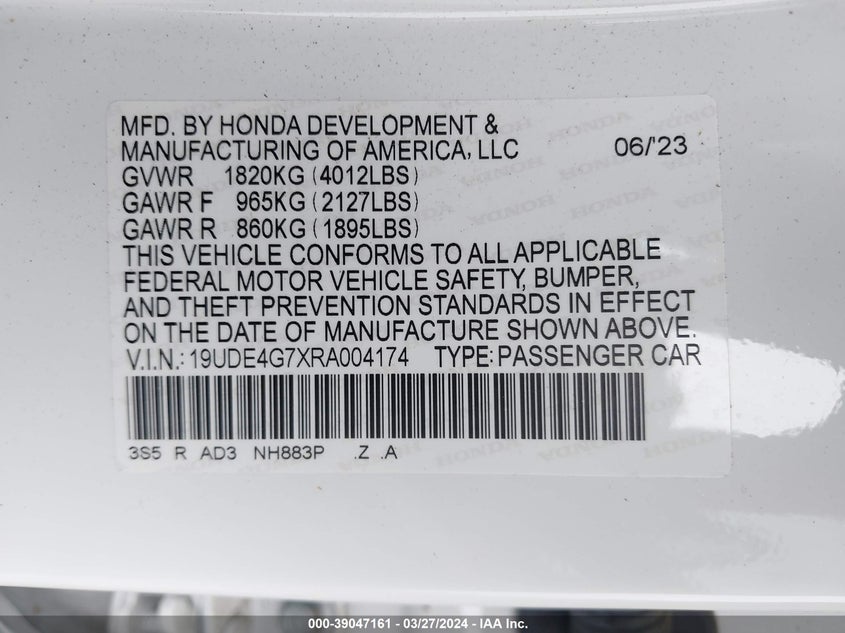 MFD. BY HONDA DEVELOPMENT &
MANUFACTURING OF AMERICA, LLC 06/'23
GVWR 1820KG (4012LBS)
GAWR F 965KG (2127LBS)
GAWR R 860KG (1895LBS)
THIS VEHICLE CONFORMS TO ALL APPLICABLE
FEDERAL MOTOR VEHICLE SAFETY, BUMPER,
AND THEFT PREVENTION STANDARDS IN EFFECT
ON THE DATE OF MANUFACTURE SHOWN ABOVE.
V.I.N.: 19UDE4G7XRA004174 TYPE: PASSENGER CAR
3S5 R AD3 NH883P .Z .A
000-39047161 - 03/27/2024 - IAA Inc.